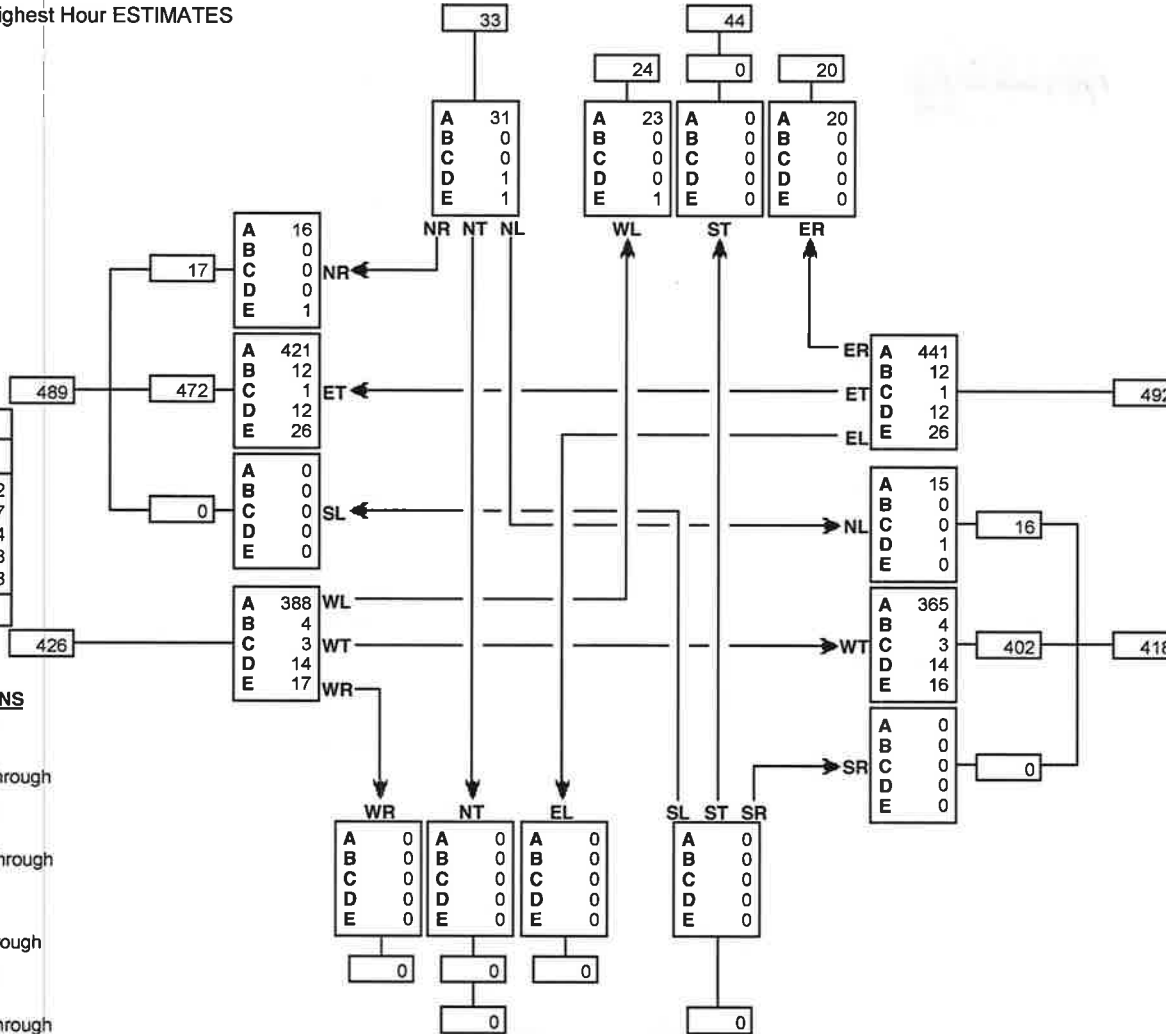 ighest Hour ESTIMATES
33
44
24 0 20
A 31
B 0
C 0
D 1
E 1
A 23
B 0
C 0
D 0
E 1
A 0
B 0
C 0
D 0
E 0
A 20
B 0
C 0
D 0
E 0
NR NT NL
WL ST ER
17
A 16
B 0
C 0
D 0
E 1
NR
489
472
A 421
B 12
C 1
D 12
E 26
ET
0
A 0
B 0
C 0
D 0
E 0
SL
ER
ET
EL
A 441
B 12
C 1
D 12
E 26
492
NL
A 15
B 0
C 0
D 1
E 0
16
2
7
4
3
3
426
A 388
B 4
C 3
D 14
E 17
WL
WT
WR
WT
A 365
B 4
C 3
D 14
E 16
402
418
SR
A 0
B 0
C 0
D 0
E 0
0
NS
hrough
hrough
rough
hrough
WR NT EL
SL ST SR
A 0
B 0
C 0
D 0
E 0
A 0
B 0
C 0
D 0
E 0
A 0
B 0
C 0
D 0
E 0
A 0
B 0
C 0
D 0
E 0
0 0 0
0
0